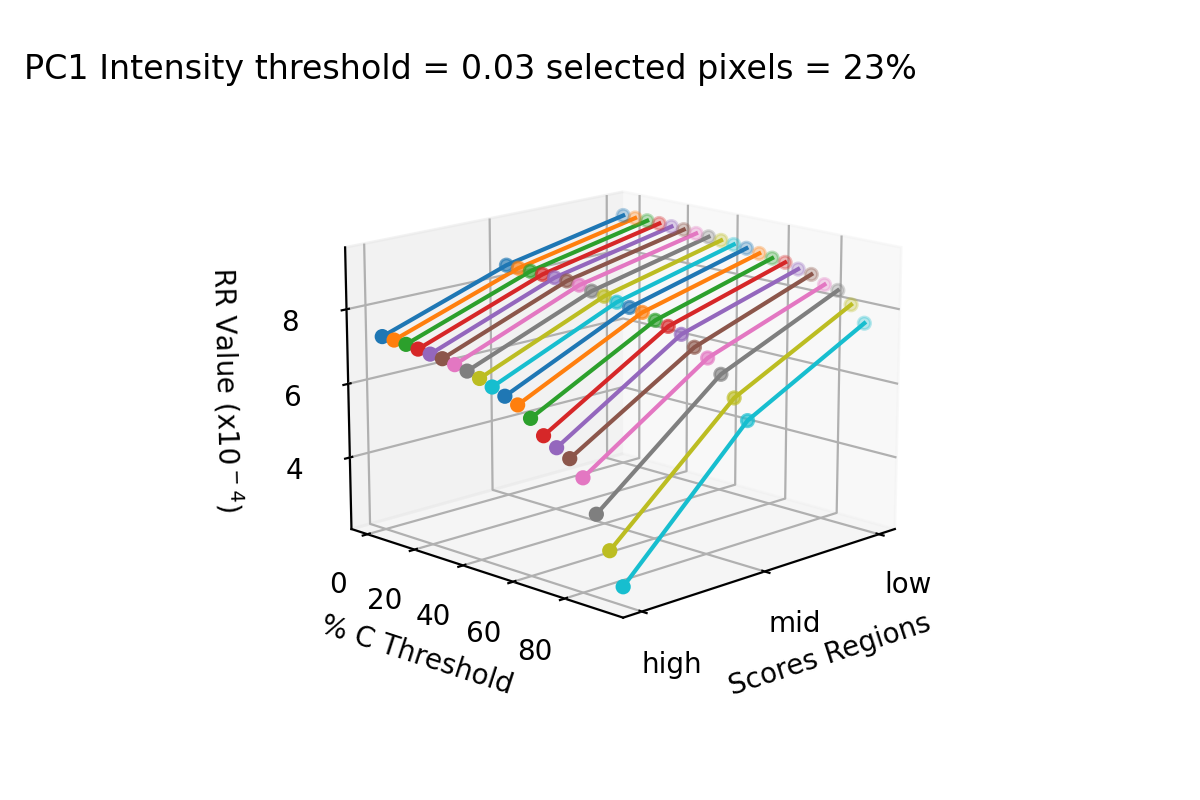 PC1 Intensity threshold = 0.03 selected pixels = 23%
RR Value (x10⁻⁴)
8
6
4
0
20
40
60
80
% C Threshold
high
mid
low
Scores Regions